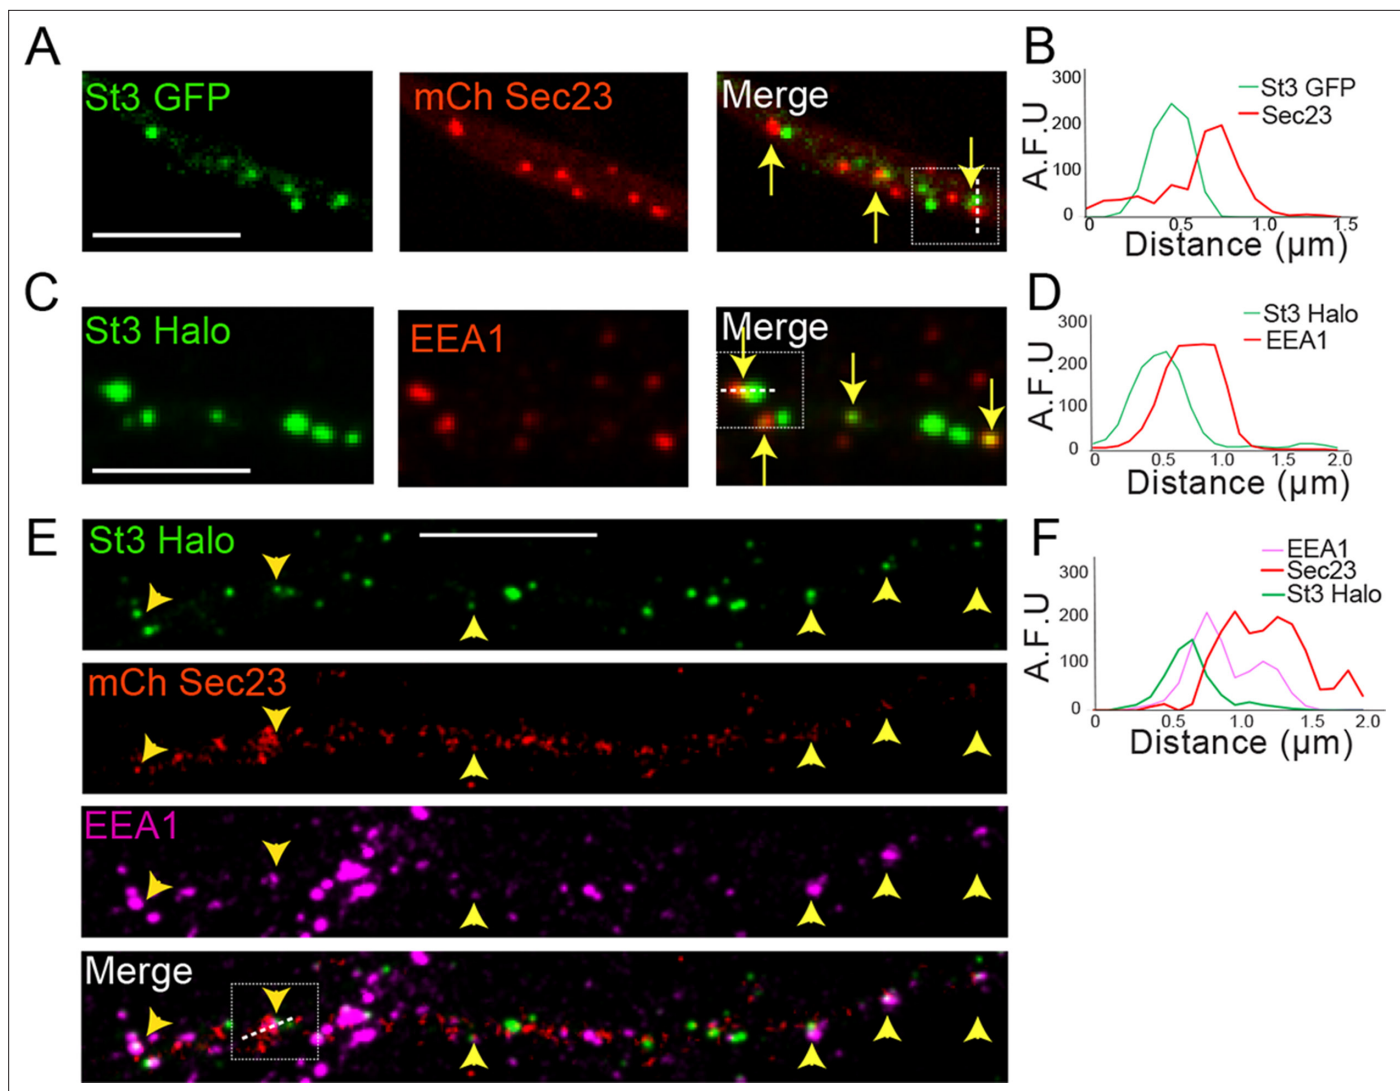 A
St3 GFP
mCh Sec23
Merge
B
300
200
100
0
A.F.U
St3 GFP
Sec23
0
0.5
1.0
1.5
Distance (µm)
C
St3 Halo
EEA1
Merge
D
300
200
100
0
A.F.U
St3 Halo
EEA1
0
0.5
1.0
1.5
2.0
Distance (µm)
E
St3 Halo
mCh Sec23
EEA1
Merge
F
300
200
100
0
A.F.U
EEA1
Sec23
St3 Halo
0
0.5
1.0
1.5
2.0
Distance (µm)